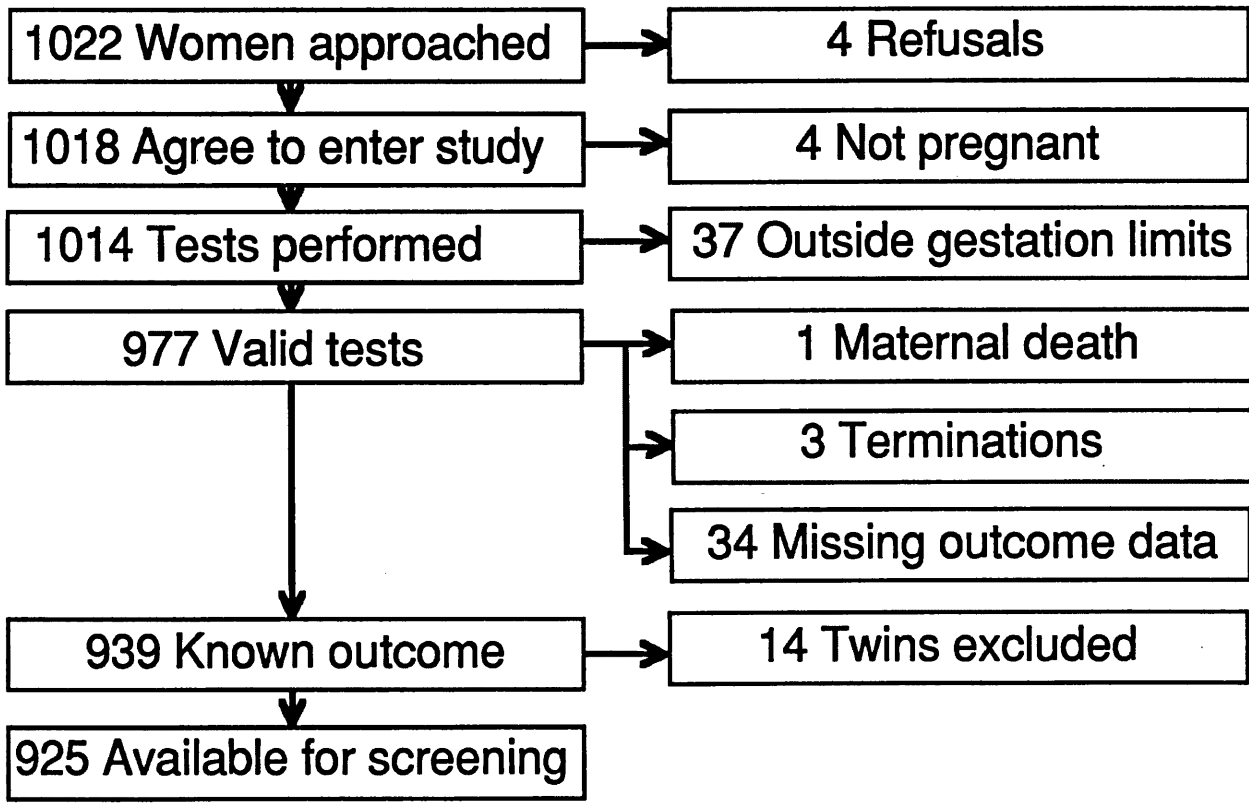 1022 Women approached
4 Refusals
1018 Agree to enter study
4 Not pregnant
1014 Tests performed
37 Outside gestation limits
977 Valid tests
1 Maternal death
3 Terminations
34 Missing outcome data
939 Known outcome
14 Twins excluded
925 Available for screening